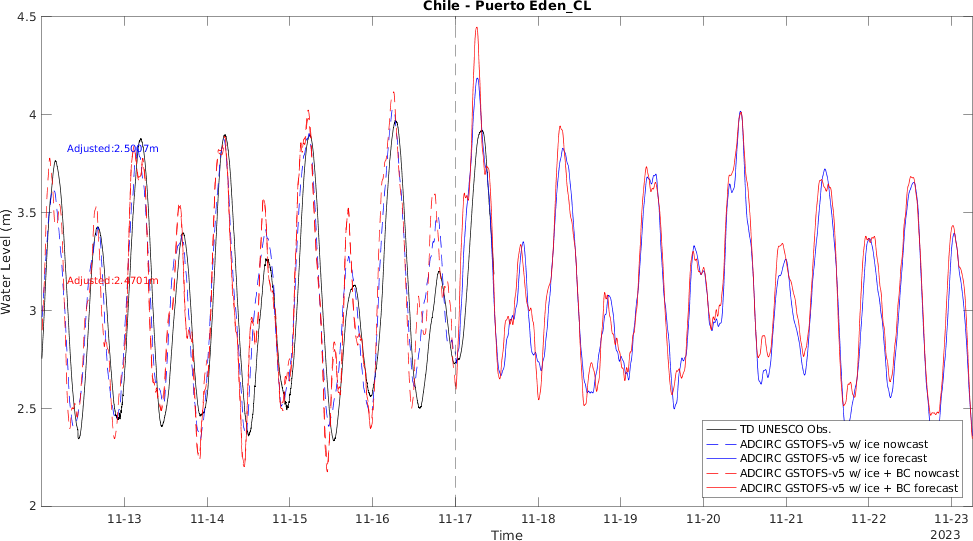 Chile - Puerto Eden_CL
4.5
4
3.5
3
2.5
2
Water Level (m)
Adjusted:2.5007m
Adjusted:2.4701m
TD UNESCO Obs.
ADCIRC GSTOFS-v5 w/ ice nowcast
ADCIRC GSTOFS-v5 w/ ice forecast
ADCIRC GSTOFS-v5 w/ ice + BC nowcast
ADCIRC GSTOFS-v5 w/ ice + BC forecast
11-13 11-14 11-15 11-16 11-17 11-18 11-19 11-20 11-21 11-22 11-23
2023
Time